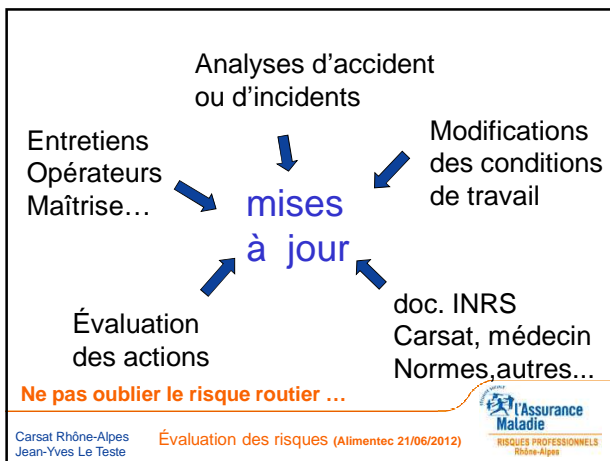 Analyses d'accident
ou d'incidents
Entretiens
Opérateurs
Maîtrise…
Modifications
des conditions
de travail
mises
à jour
Évaluation
des actions
doc. INRS
Carsat, médecin
Normes,autres...
Ne pas oublier le risque routier …
Carsat Rhône-Alpes
Jean-Yves Le Teste
Évaluation des risques (Alimentec 21/06/2012)
l'Assurance
Maladie
RISQUES PROFESSIONNELS
Rhône-Alpes